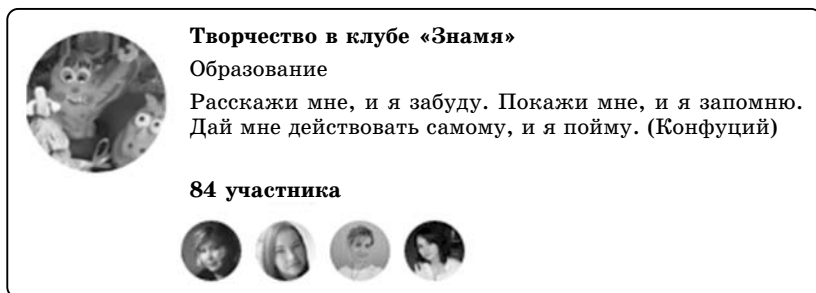 Творчество в клубе «Знамя»
Образование
Расскажи мне, и я забуду. Покажи мне, и я запомню.
Дай мне действовать самому, и я пойму. (Конфуций)
84 участника